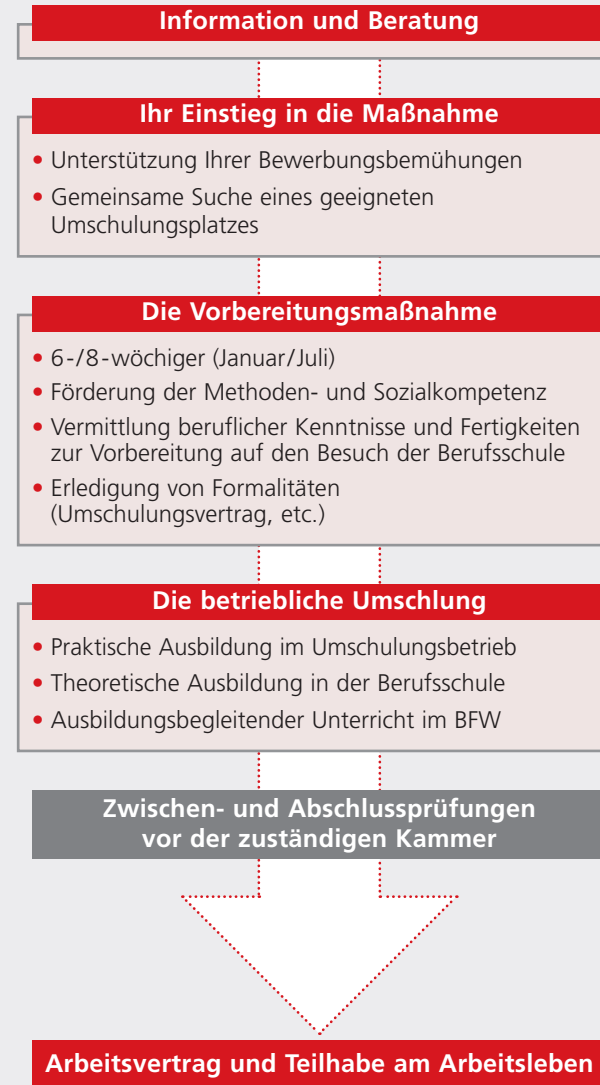 Information und Beratung
Ihr Einstieg in die Maßnahme
• Unterstützung Ihrer Bewerbungsbemühungen
• Gemeinsame Suche eines geeigneten
Umschulungsplatzes
Die Vorbereitungsmaßnahme
• 6-/8-wöchiger (Januar/Juli)
• Förderung der Methoden- und Sozialkompetenz
• Vermittlung beruflicher Kenntnisse und Fertigkeiten
zur Vorbereitung auf den Besuch der Berufsschule
• Erledigung von Formalitäten
(Umschulungsvertrag, etc.)
Die betriebliche Umschlung
• Praktische Ausbildung im Umschulungsbetrieb
• Theoretische Ausbildung in der Berufsschule
• Ausbildungsbegleitender Unterricht im BFW
Zwischen- und Abschlussprüfungen
vor der zuständigen Kammer
Arbeitsvertrag und Teilhabe am Arbeitsleben